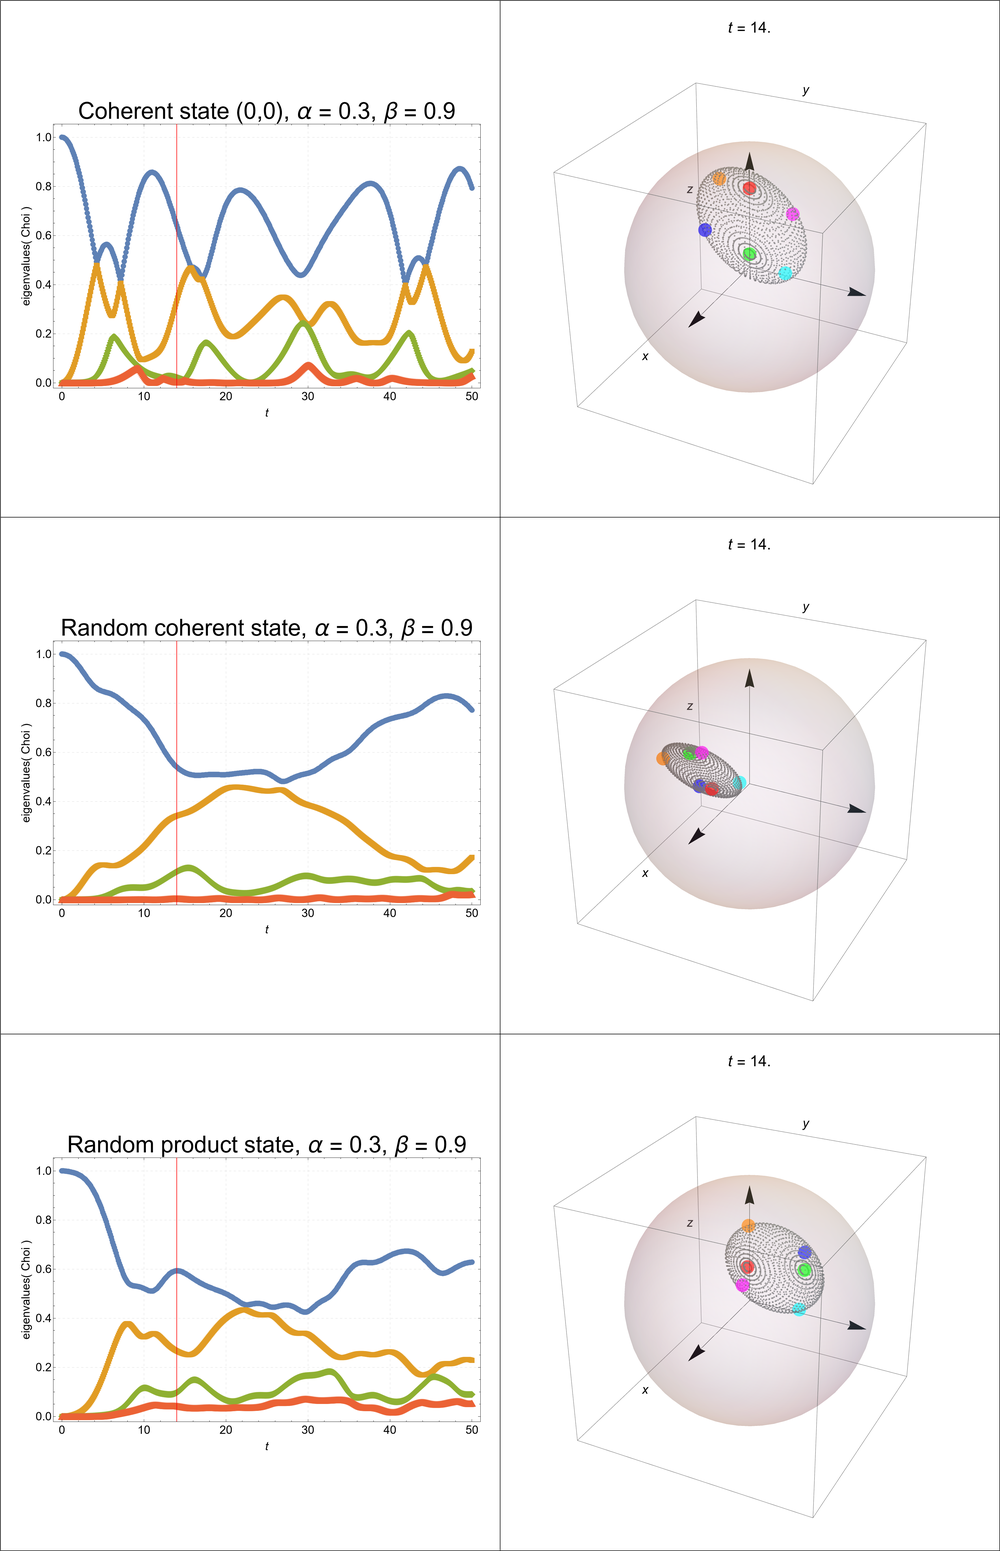 t = 14.
Coherent state (0,0), α = 0.3, β = 0.9
1.0
0.8
0.6
0.4
0.2
0.0
eigenvalues( Choi )
0 10 20 30 40 50
t
y
z
x
t = 14.
Random coherent state, α = 0.3, β = 0.9
1.0
0.8
0.6
0.4
0.2
0.0
eigenvalues( Choi )
0 10 20 30 40 50
t
y
z
x
t = 14.
Random product state, α = 0.3, β = 0.9
1.0
0.8
0.6
0.4
0.2
0.0
eigenvalues( Choi )
0 10 20 30 40 50
t
y
z
x